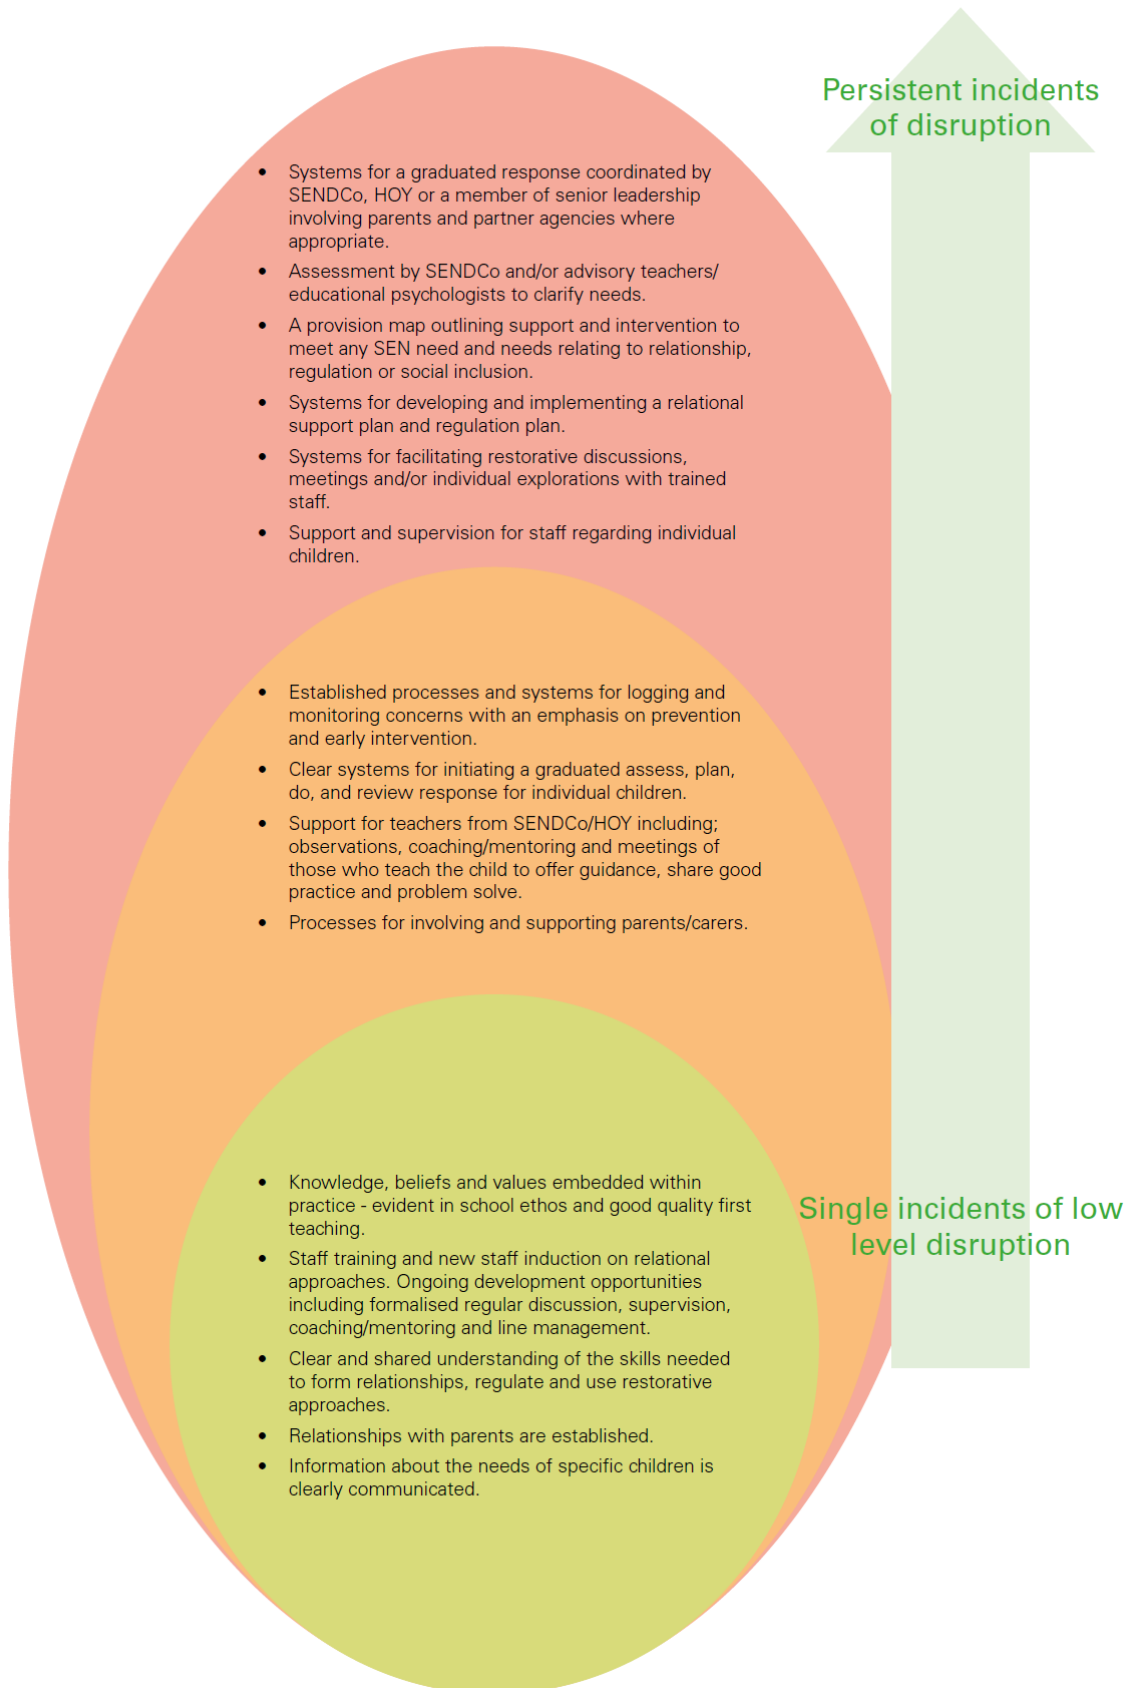 Persistent incidents
of disruption
• Systems for a graduated response coordinated by
SENDCo, HOY or a member of senior leadership
involving parents and partner agencies where
appropriate.
• Assessment by SENDCo and/or advisory teachers/
educational psychologists to clarify needs.
• A provision map outlining support and intervention to
meet any SEN need and needs relating to relationship,
regulation or social inclusion.
• Systems for developing and implementing a relational
support plan and regulation plan.
• Systems for facilitating restorative discussions,
meetings and/or individual explorations with trained
staff.
• Support and supervision for staff regarding individual
children.
• Established processes and systems for logging and
monitoring concerns with an emphasis on prevention
and early intervention.
• Clear systems for initiating a graduated assess, plan,
do, and review response for individual children.
• Support for teachers from SENDCo/HOY including;
observations, coaching/mentoring and meetings of
those who teach the child to offer guidance, share good
practice and problem solve.
• Processes for involving and supporting parents/carers.
• Knowledge, beliefs and values embedded within
practice - evident in school ethos and good quality first
teaching.
• Staff training and new staff induction on relational
approaches. Ongoing development opportunities
including formalised regular discussion, supervision,
coaching/mentoring and line management.
• Clear and shared understanding of the skills needed
to form relationships, regulate and use restorative
approaches.
• Relationships with parents are established.
• Information about the needs of specific children is
clearly communicated.
Single incidents of low
level disruption